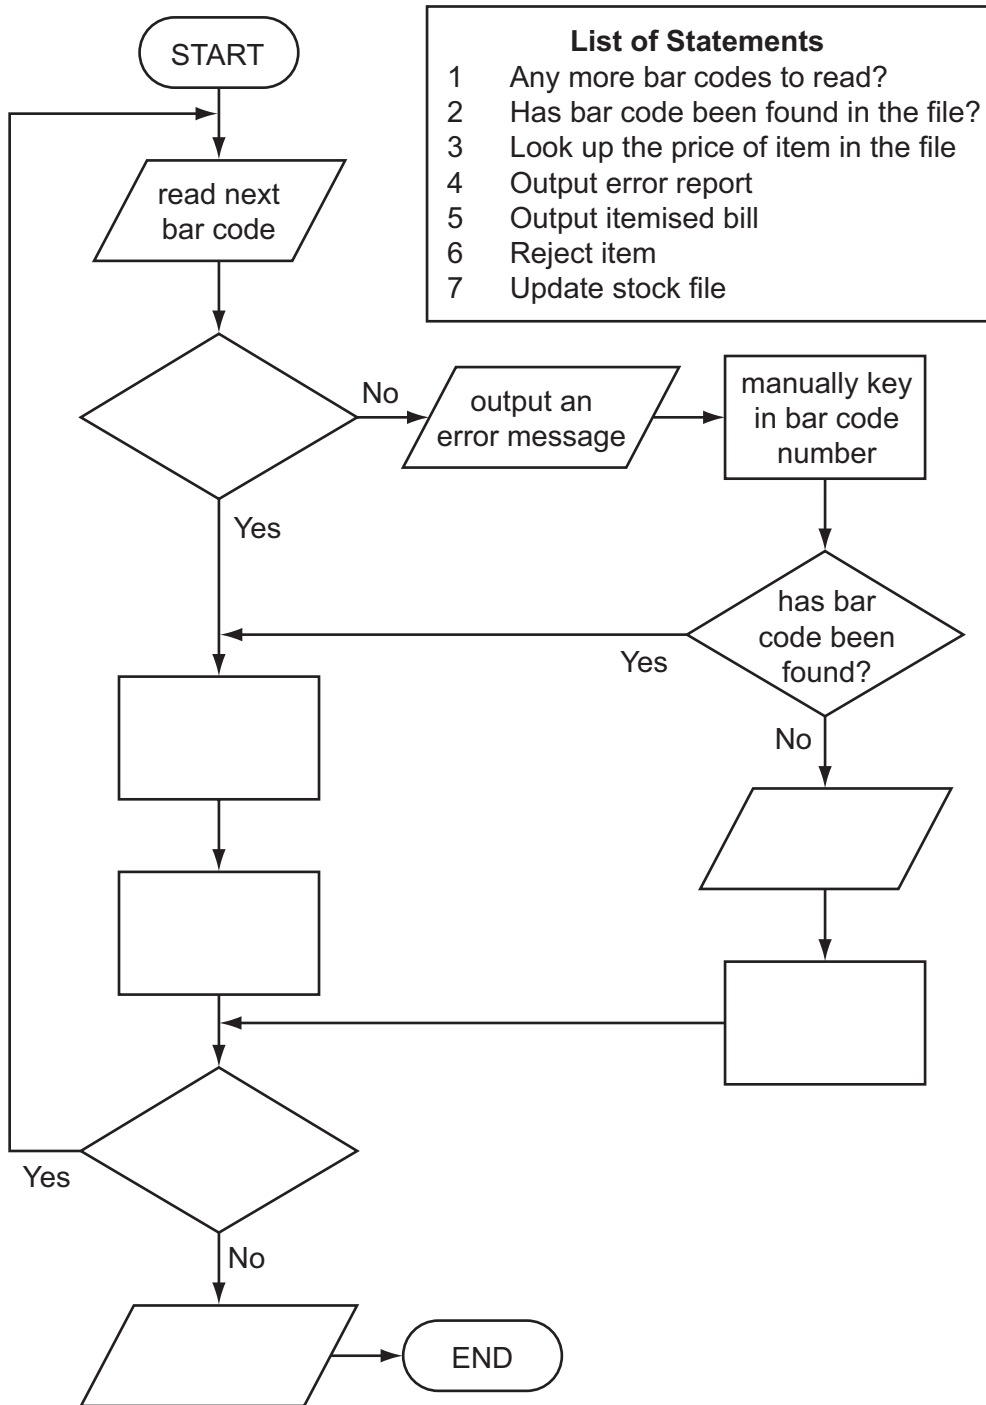 START
List of Statements
1 Any more bar codes to read?
2 Has bar code been found in the file?
3 Look up the price of item in the file
4 Output error report
5 Output itemised bill
6 Reject item
7 Update stock file
read next
bar code
No
output an
error message
manually key
in bar code
number
Yes
has bar
code been
found?
Yes
No
Yes
No
END